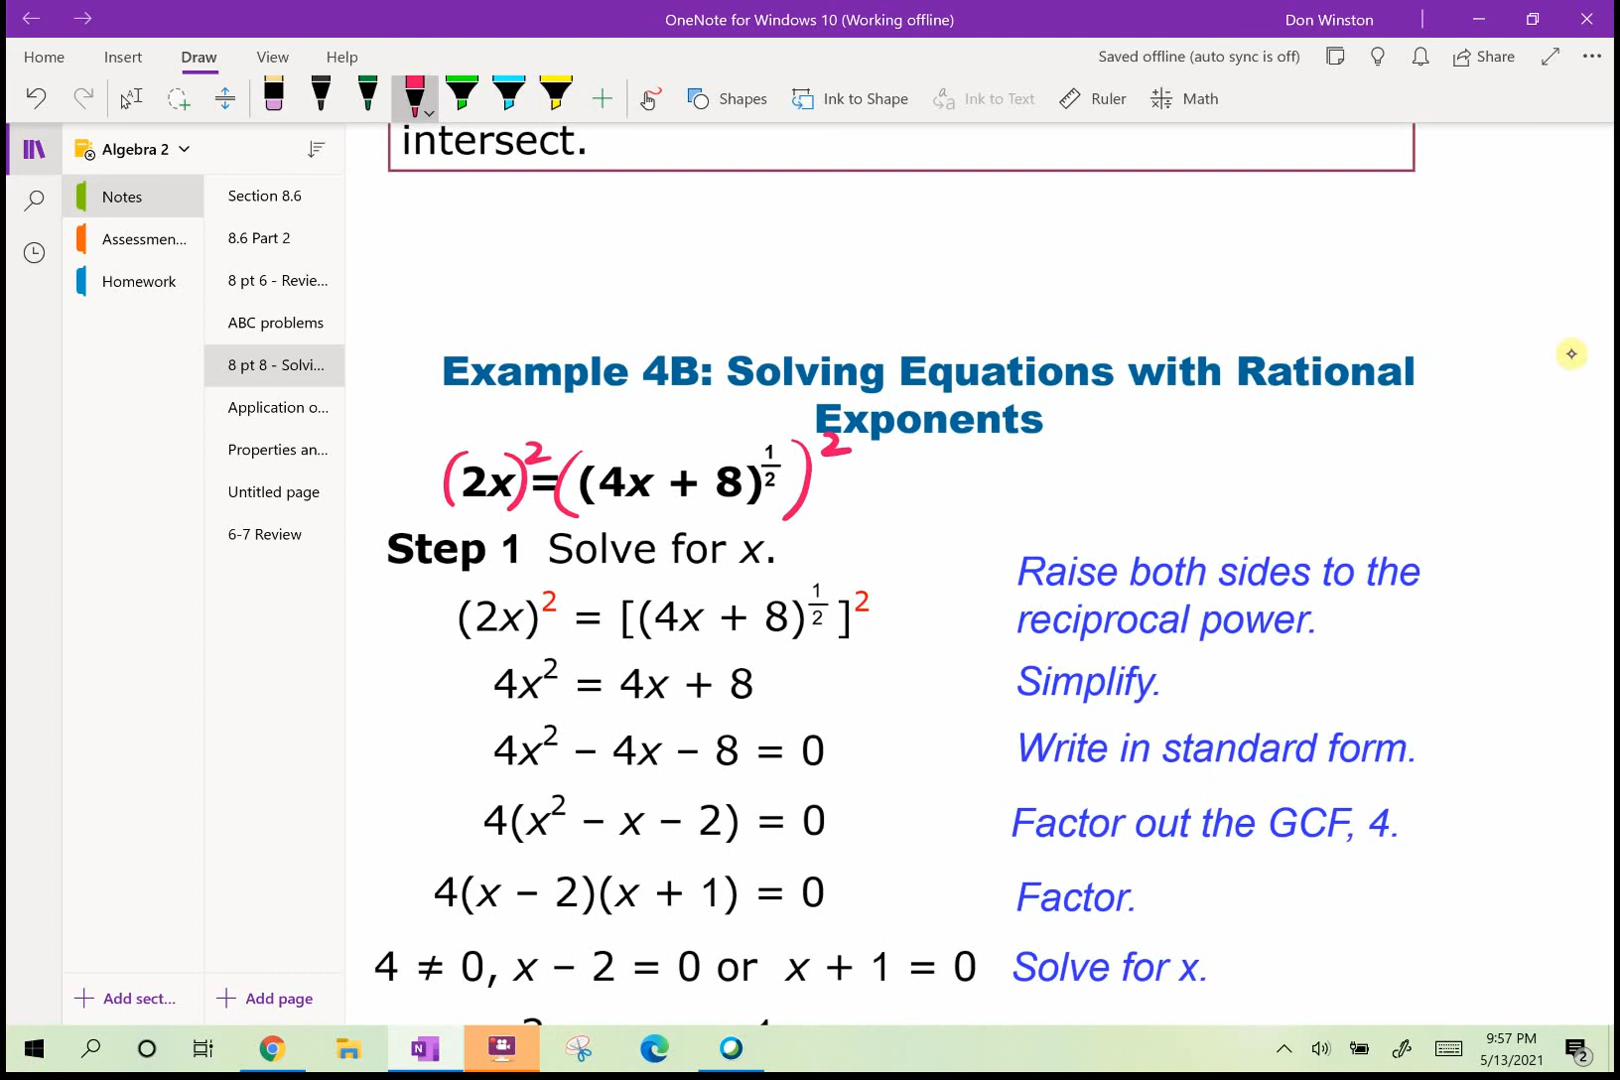 OneNote for Windows 10 (Working offline)
Don Winston
Home Insert Draw View Help
Saved offline (auto sync is off)
Share
Shapes
Ink to Shape
Ink to Text
Ruler
Math
Algebra 2
Notes
Assessmen...
Homework
Section 8.6
8.6 Part 2
8 pt 6 - Revie...
ABC problems
8 pt 8 - Solvi...
Application o...
Properties an...
Untitled page
6-7 Review
Add sect...
Add page
intersect.
Example 4B: Solving Equations with Rational
Exponents
(2x)² = ((4x + 8)^½)²
Step 1 Solve for x.
(2x)² = [(4x + 8)^½]²
Raise both sides to the
reciprocal power.
4x² = 4x + 8
Simplify.
4x² – 4x – 8 = 0
Write in standard form.
4(x² – x – 2) = 0
Factor out the GCF, 4.
4(x – 2)(x + 1) = 0
Factor.
4 ≠ 0, x – 2 = 0 or x + 1 = 0
Solve for x.
9:57 PM
5/13/2021
2